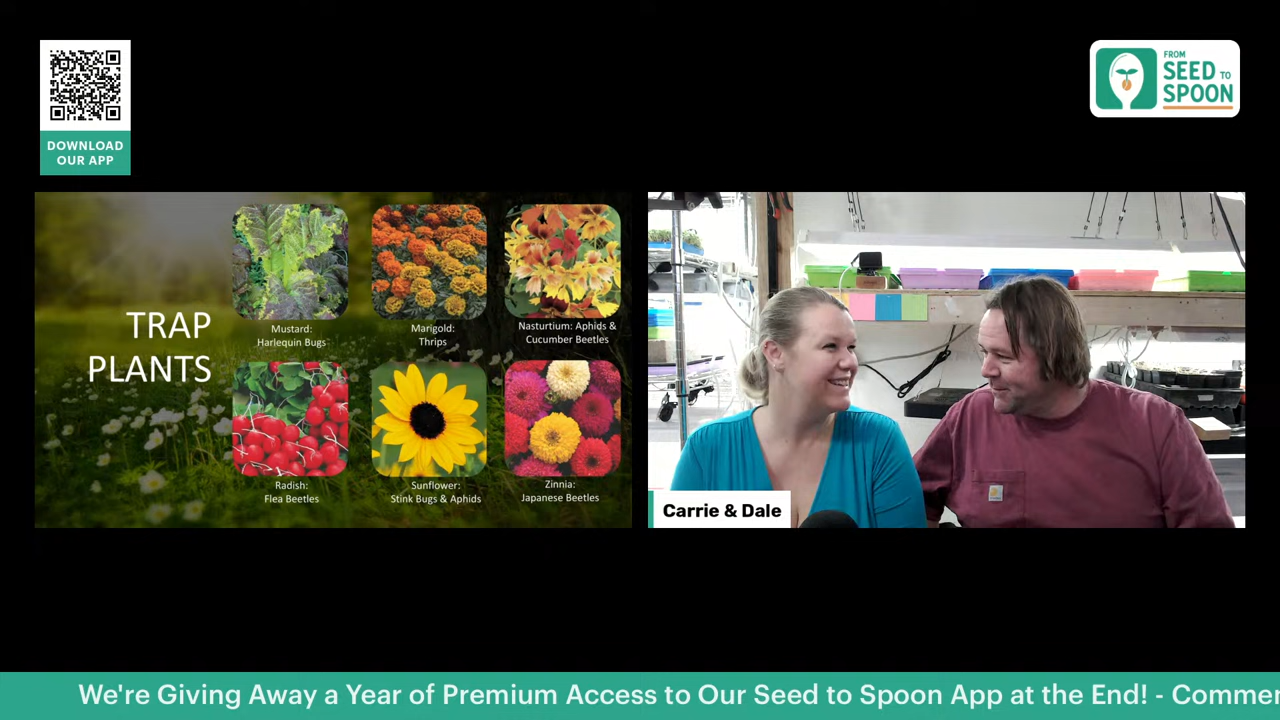 DOWNLOAD
OUR APP
FROM
SEED TO
SPOON
TRAP
PLANTS
Mustard:
Harlequin Bugs
Marigold:
Thrips
Nasturtium: Aphids &
Cucumber Beetles
Radish:
Flea Beetles
Sunflower:
Stink Bugs & Aphids
Zinnia:
Japanese Beetles
Carrie & Dale
We're Giving Away a Year of Premium Access to Our Seed to Spoon App at the End! - Commen